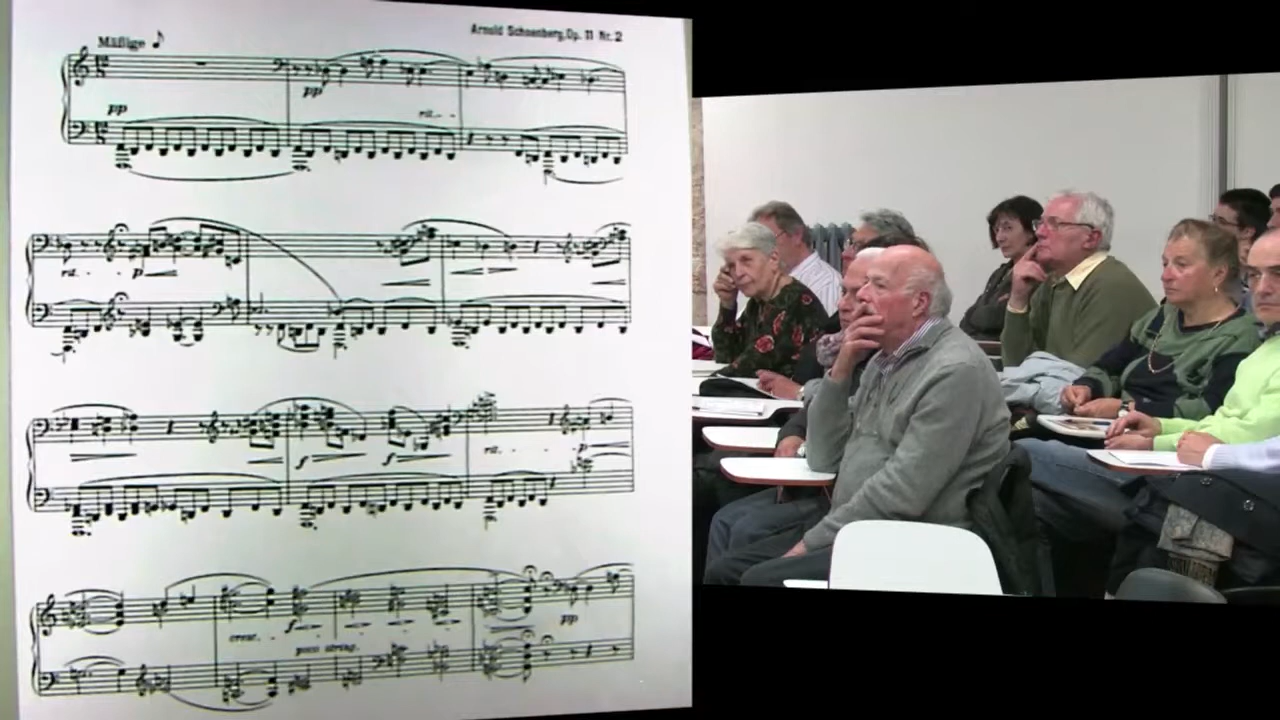 Mäßige
Arnold Schoenberg, Op. 11 Nr. 2
pp
pp
rit. - -
rit. - - p
f f
rit. - - p
cresc. - - f
poco string.
pp